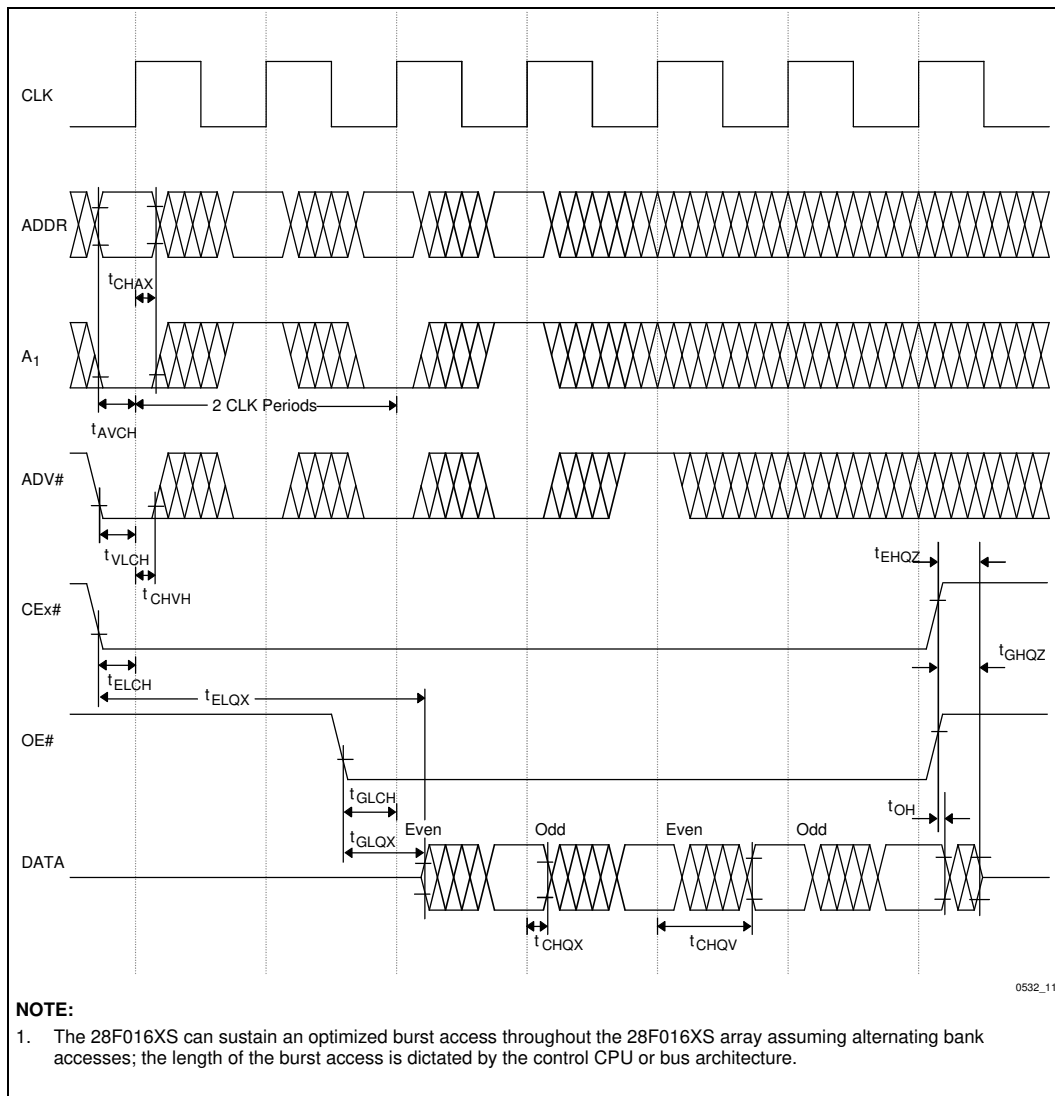 CLK
ADDR
tCHAX
A1
2 CLK Periods
tAVCH
ADV#
tVLCH
tEHQZ
tCHVH
CEx#
tGHQZ
tELCH
tELQX
OE#
tGLCH
tOH
tGLQX
Even Odd Even Odd
DATA
tCHQX
tCHQV
0532_11
NOTE:
1. The 28F016XS can sustain an optimized burst access throughout the 28F016XS array assuming alternating bank
accesses; the length of the burst access is dictated by the control CPU or bus architecture.